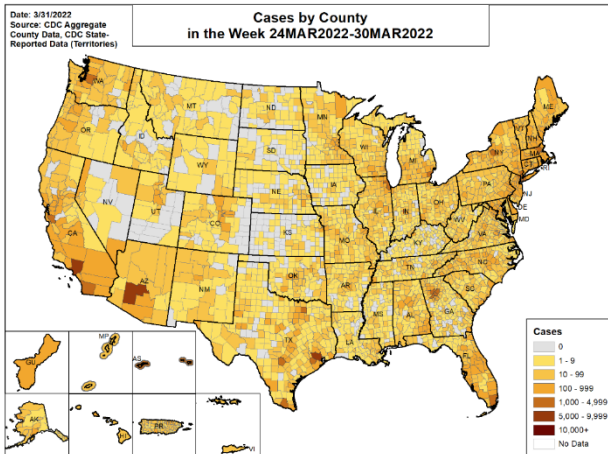 Date: 3/31/2022
Source: CDC Aggregate
County Data, CDC State-
Reported Data (Territories)
Cases by County
in the Week 24MAR2022-30MAR2022
WA
MT
ND
MN
ME
OR
ID
SD
WI
MI
VT
NH
NY
MA
CT
RI
WY
NE
IA
PA
NJ
NV
UT
CO
IL
IN
OH
DE
MD
WV
VA
CA
KS
MO
KY
AZ
NM
OK
AR
TN
NC
SC
TX
LA
MS
AL
GA
FL
GU
MP
AS
AK
HI
PR
VI
Cases
0
1 - 9
10 - 99
100 - 999
1,000 - 4,999
5,000 - 9,999
10,000+
No Data